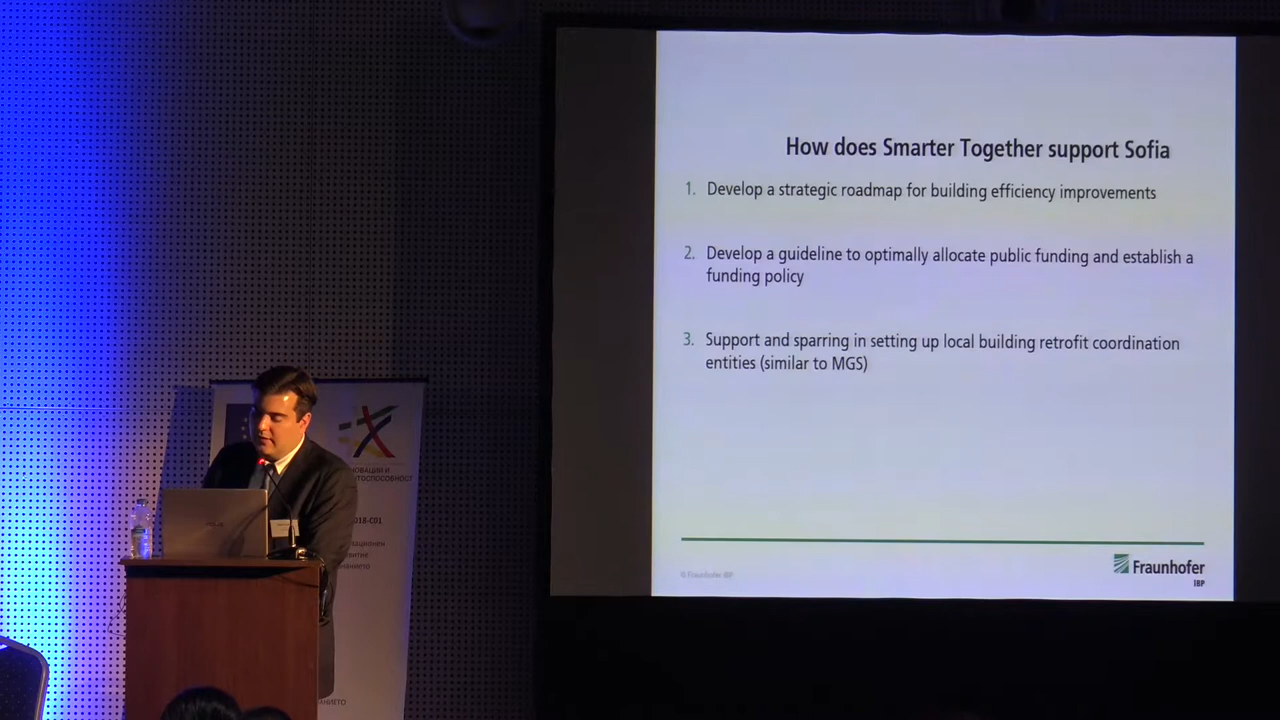 How does Smarter Together support Sofia
1. Develop a strategic roadmap for building efficiency improvements
2. Develop a guideline to optimally allocate public funding and establish a
funding policy
3. Support and sparring in setting up local building retrofit coordination
entities (similar to MGS)
© Fraunhofer IBP
Fraunhofer
IBP